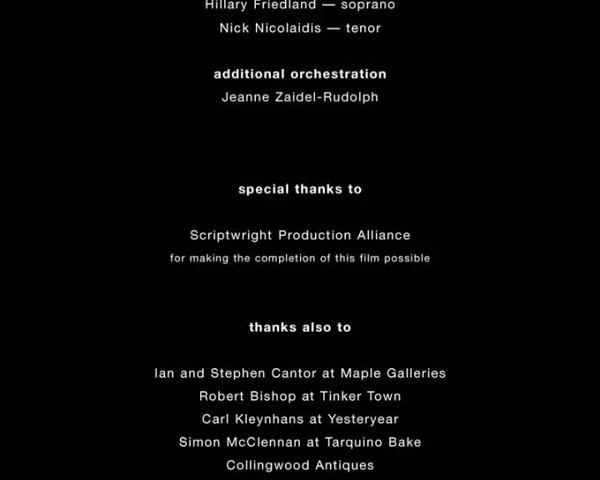 Hillary Friedland — soprano
Nick Nicolaidis — tenor
additional orchestration
Jeanne Zaidel-Rudolph
special thanks to
Scriptwright Production Alliance
for making the completion of this film possible
thanks also to
Ian and Stephen Cantor at Maple Galleries
Robert Bishop at Tinker Town
Carl Kleynhans at Yesteryear
Simon McClennan at Tarquino Bake
Collingwood Antiques